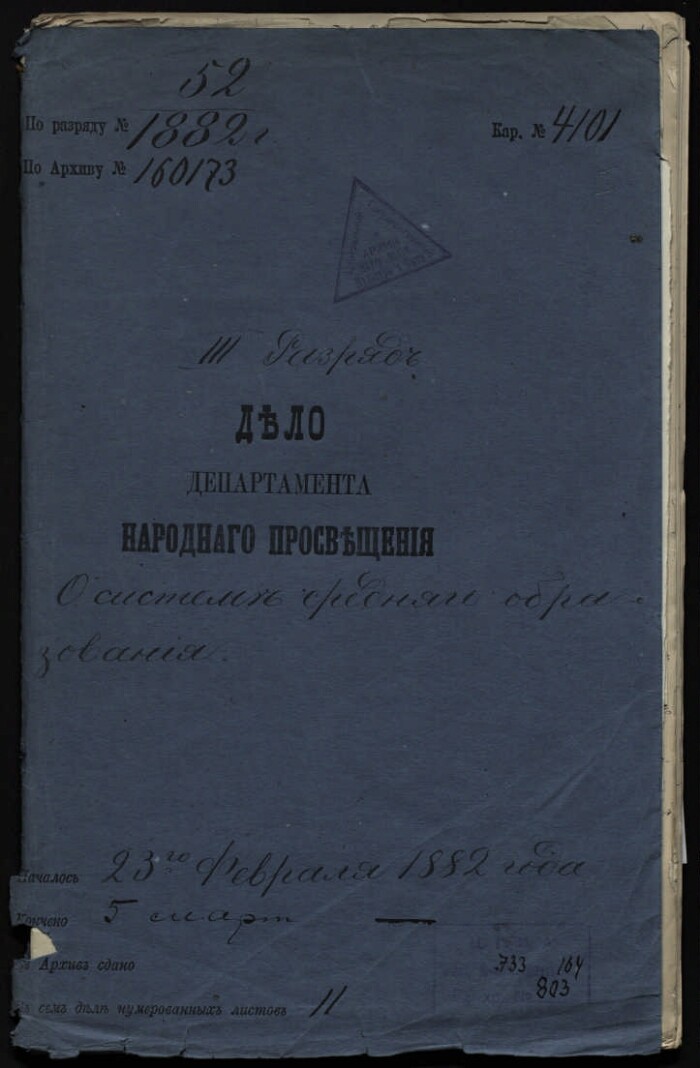 52
По разряду № 1882 г.
Кар. № 4101
По Архиву № 160173
III Разрядъ
ДѢЛО
ДЕПАРТАМЕНТА
НАРОДНАГО ПРОСВѢЩЕНІЯ
О системѣ средняго обра-
зованія.
Началось 23го Февраля 1882 года
Кончено 5 март —
Архивъ сдано
семъ дѣлѣ нумерованныхъ листовъ 11
733 164
803